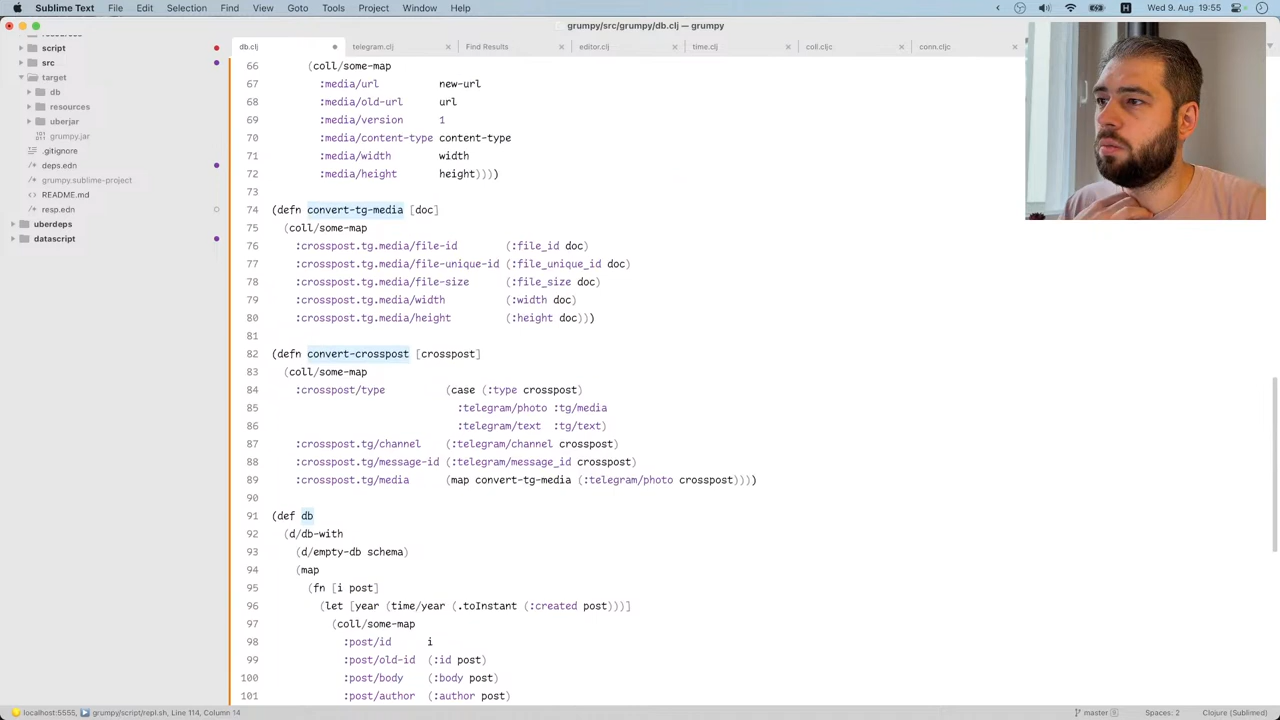 Sublime Text File Edit Selection Find View Goto Tools Project Window Help
Wed 9. Aug 19:55
grumpy/src/grumpy/db.clj — grumpy
db.clj telegram.clj Find Results editor.clj time.clj coll.cljc conn.cljc
resources
script
src
target
db
resources
uberjar
grumpy.jar
.gitignore
deps.edn
grumpy.sublime-project
README.md
resp.edn
uberdeps
datascript
66 (coll/some-map
67 :media/url new-url
68 :media/old-url url
69 :media/version 1
70 :media/content-type content-type
71 :media/width width
72 :media/height height))))
73
74 (defn convert-tg-media [doc]
75 (coll/some-map
76 :crosspost.tg.media/file-id (:file_id doc)
77 :crosspost.tg.media/file-unique-id (:file_unique_id doc)
78 :crosspost.tg.media/file-size (:file_size doc)
79 :crosspost.tg.media/width (:width doc)
80 :crosspost.tg.media/height (:height doc)))
81
82 (defn convert-crosspost [crosspost]
83 (coll/some-map
84 :crosspost/type (case (:type crosspost)
85 :telegram/photo :tg/media
86 :telegram/text :tg/text)
87 :crosspost.tg/channel (:telegram/channel crosspost)
88 :crosspost.tg/message-id (:telegram/message_id crosspost)
89 :crosspost.tg/media (map convert-tg-media (:telegram/photo crosspost))))
90
91 (def db
92 (d/db-with
93 (d/empty-db schema)
94 (map
95 (fn [i post]
96 (let [year (time/year (.toInstant (:created post)))]
97 (coll/some-map
98 :post/id i
99 :post/old-id (:id post)
100 :post/body (:body post)
101 :post/author (:author post)
localhost:5555, grumpy/script/repl.sh, Line 114, Column 14
master Spaces: 2 Clojure (Sublimed)